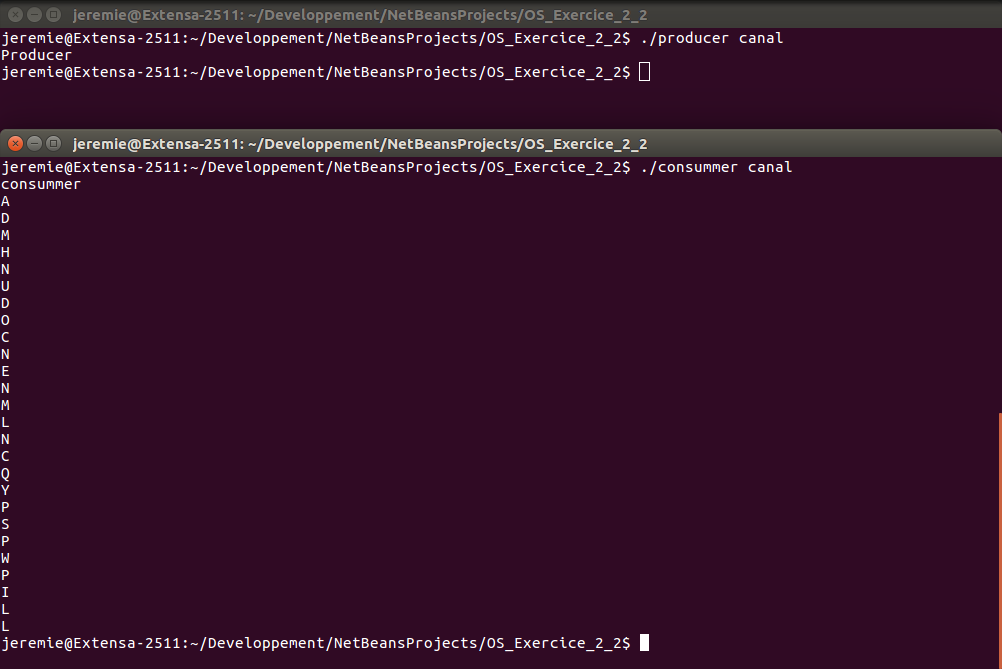 jeremie@Extensa-2511: ~/Developpement/NetBeansProjects/OS_Exercice_2_2
jeremie@Extensa-2511:~/Developpement/NetBeansProjects/OS_Exercice_2_2$ ./producer canal
Producer
jeremie@Extensa-2511:~/Developpement/NetBeansProjects/OS_Exercice_2_2$
jeremie@Extensa-2511: ~/Developpement/NetBeansProjects/OS_Exercice_2_2
jeremie@Extensa-2511:~/Developpement/NetBeansProjects/OS_Exercice_2_2$ ./consummer canal
consummer
A
D
M
H
N
U
D
O
C
N
E
N
M
L
N
C
Q
Y
P
S
P
W
P
I
L
L
jeremie@Extensa-2511:~/Developpement/NetBeansProjects/OS_Exercice_2_2$